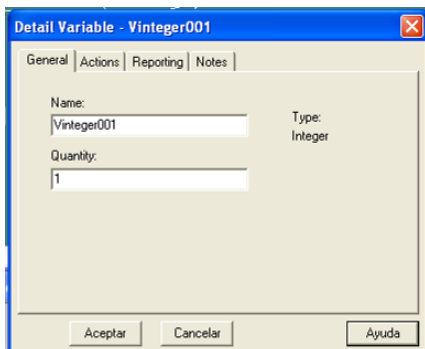 Detail Variable - Vinteger001
General Actions Reporting Notes
Name:
Vinteger001
Type:
Integer
Quantity:
1
Aceptar Cancelar Ayuda